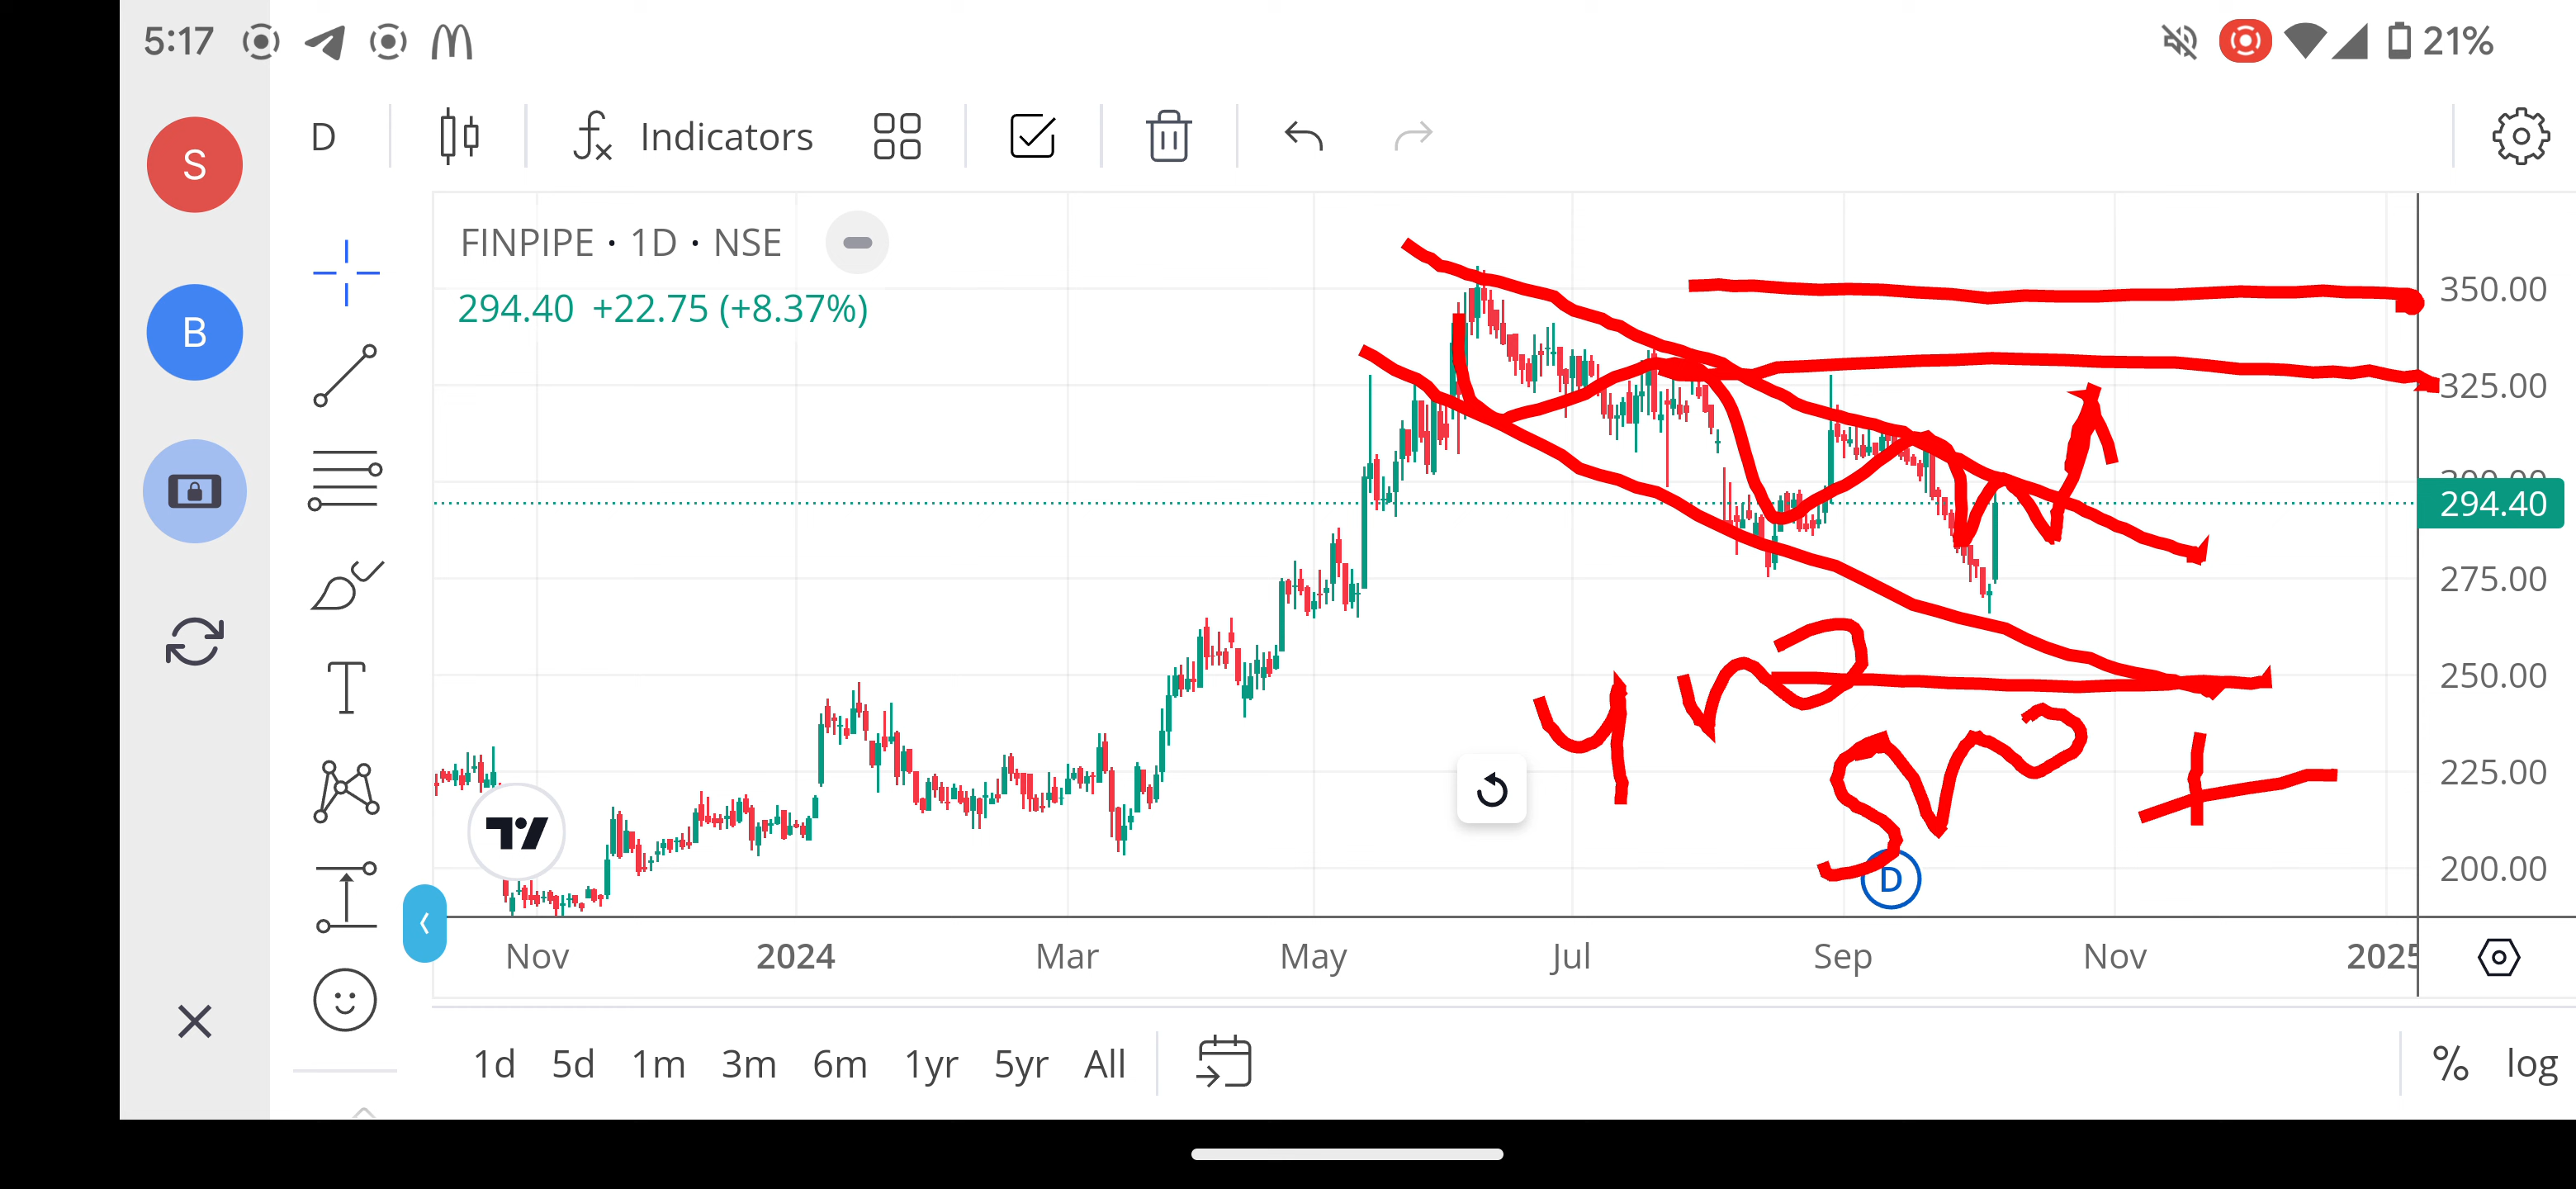 5:17 21%
S
B
D Indicators
FINPIPE · 1D · NSE
294.40 +22.75 (+8.37%)
350.00
325.00
300.00
294.40
275.00
250.00
225.00
200.00
T
D
Nov 2024 Mar May Jul Sep Nov 2025
1d 5d 1m 3m 6m 1yr 5yr All % log